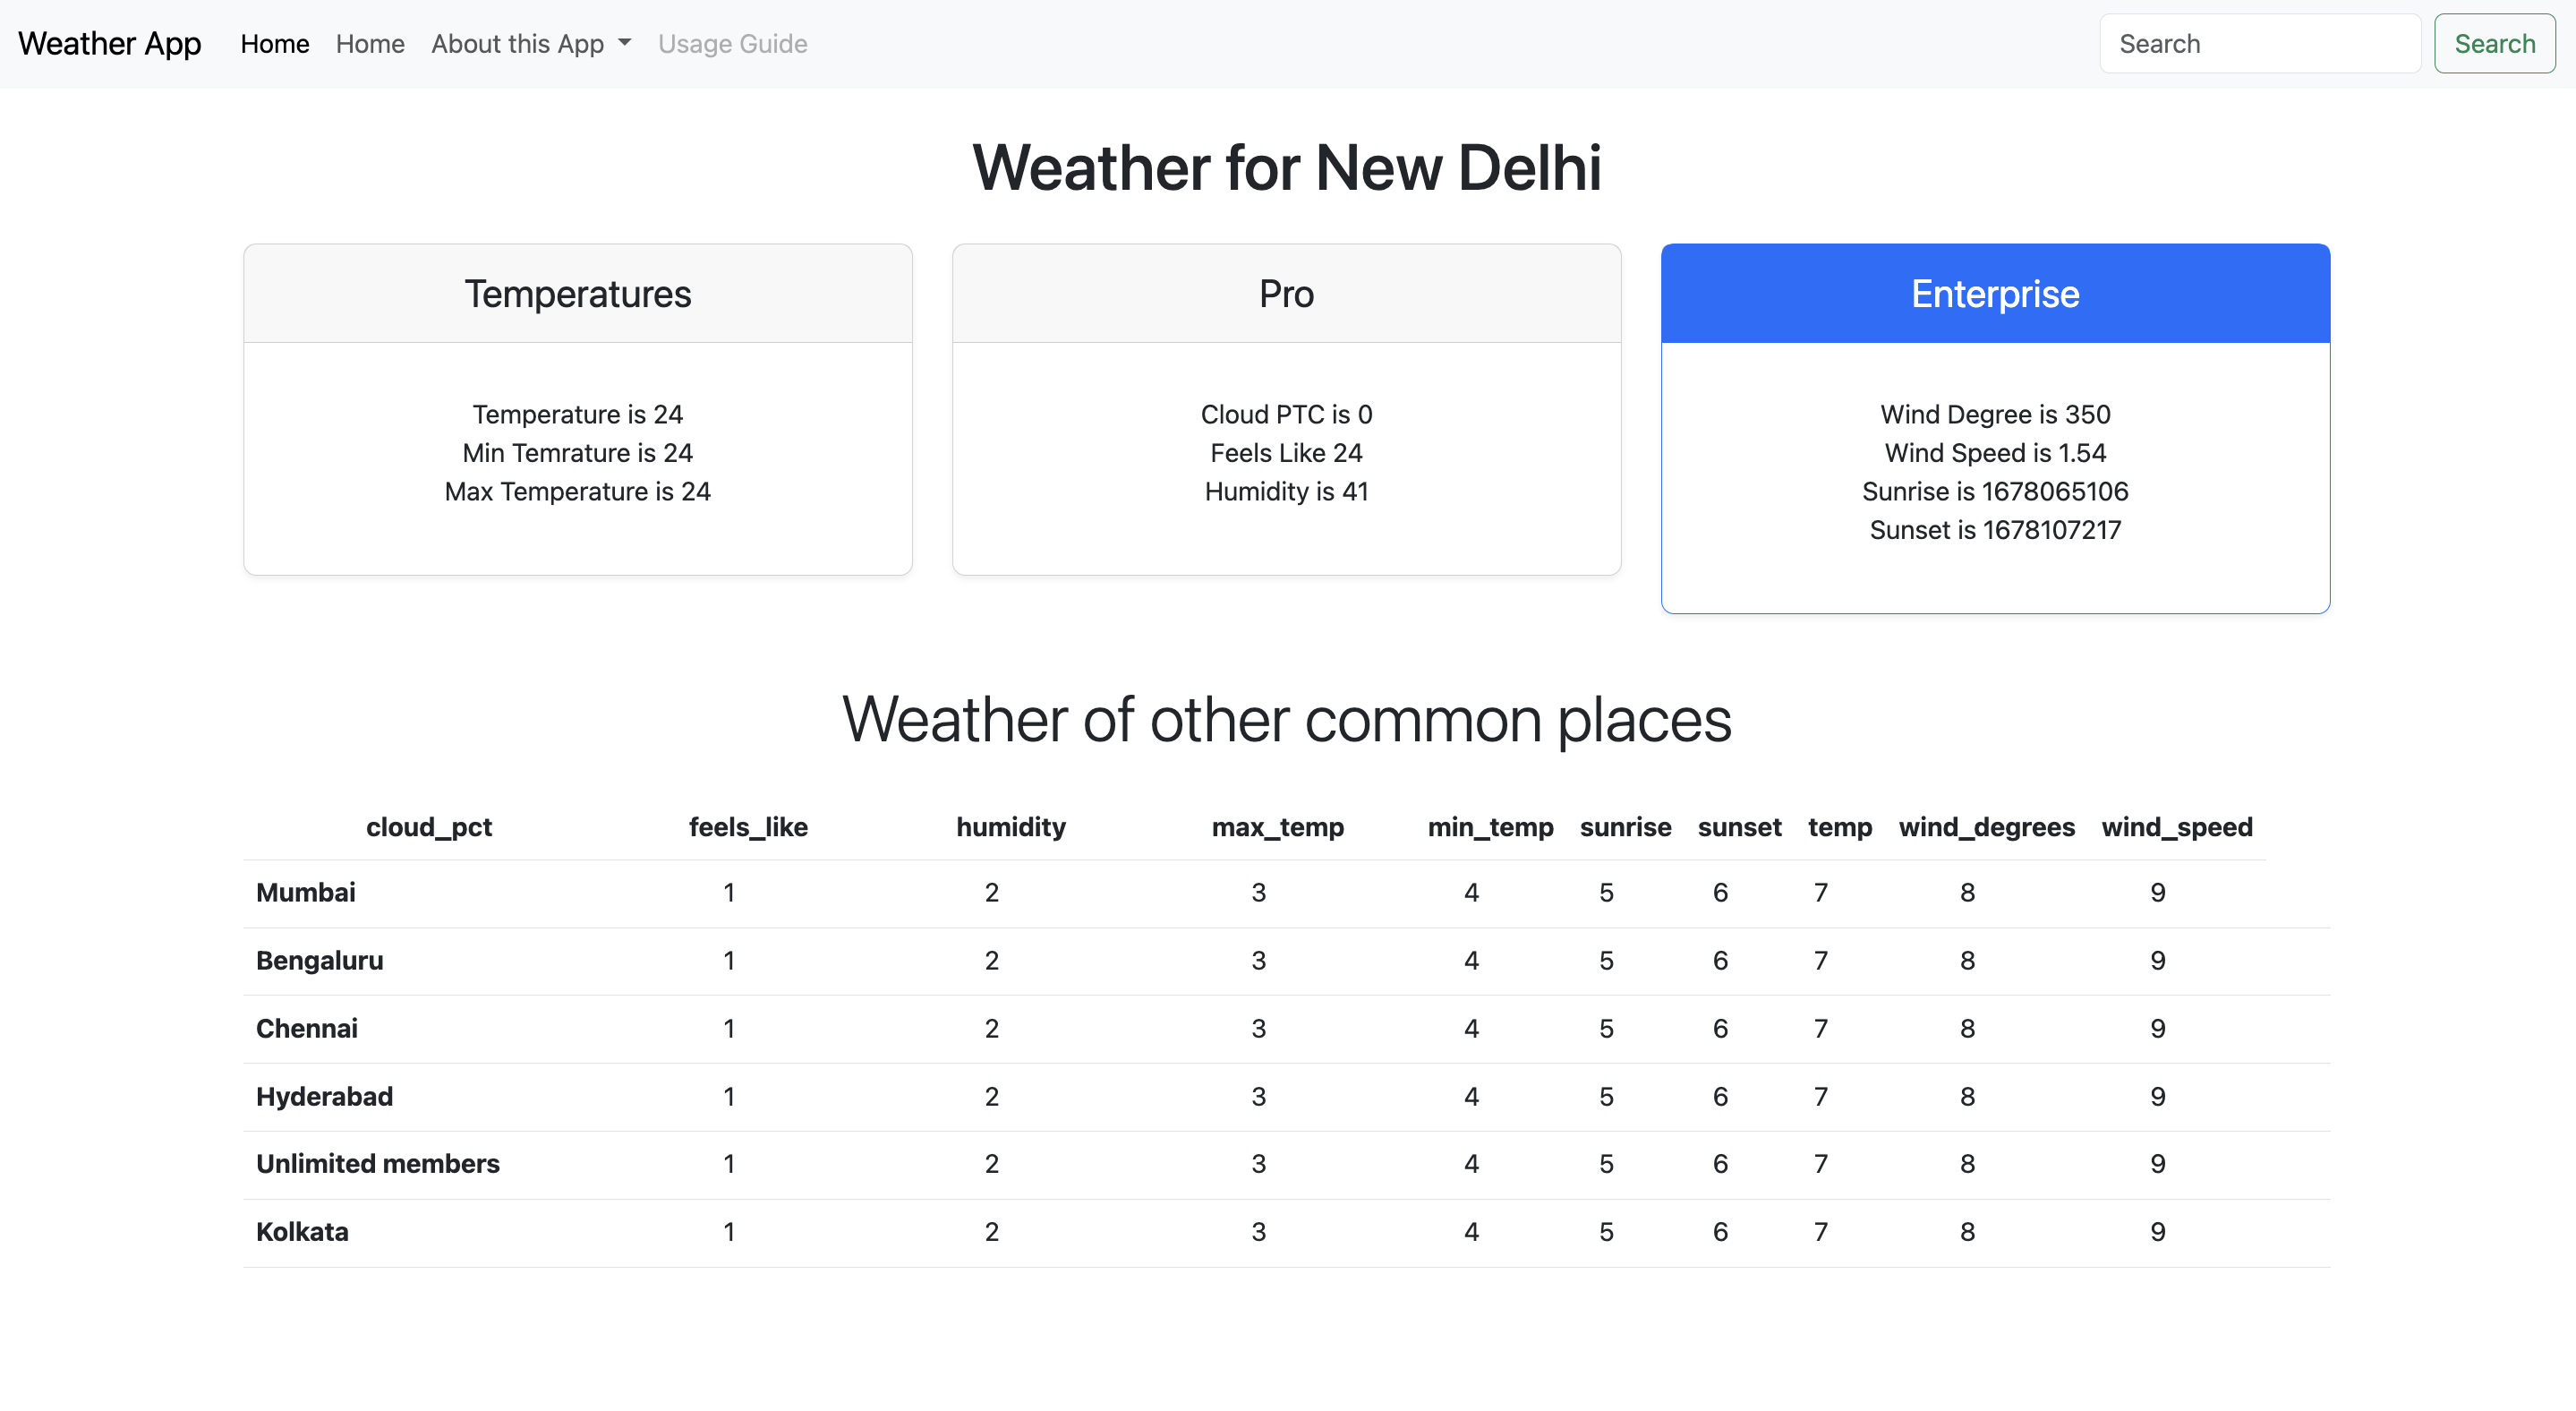 Weather App Home Home About this App Usage Guide Search Search
Weather for New Delhi
Temperatures
Temperature is 24
Min Temrature is 24
Max Temperature is 24
Pro
Cloud PTC is 0
Feels Like 24
Humidity is 41
Enterprise
Wind Degree is 350
Wind Speed is 1.54
Sunrise is 1678065106
Sunset is 1678107217
Weather of other common places
cloud_pct feels_like humidity max_temp min_temp sunrise sunset temp wind_degrees wind_speed
Mumbai 1 2 3 4 5 6 7 8 9
Bengaluru 1 2 3 4 5 6 7 8 9
Chennai 1 2 3 4 5 6 7 8 9
Hyderabad 1 2 3 4 5 6 7 8 9
Unlimited members 1 2 3 4 5 6 7 8 9
Kolkata 1 2 3 4 5 6 7 8 9